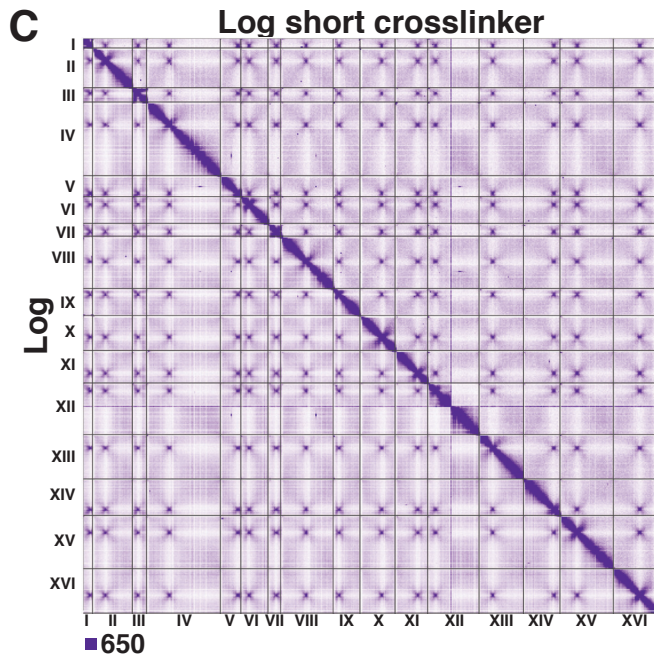 C
Log short crosslinker
Log
I
II
III
IV
V
VI
VII
VIII
IX
X
XI
XII
XIII
XIV
XV
XVI
I II III IV V VI VII VIII IX X XI XII XIII XIV XV XVI
650